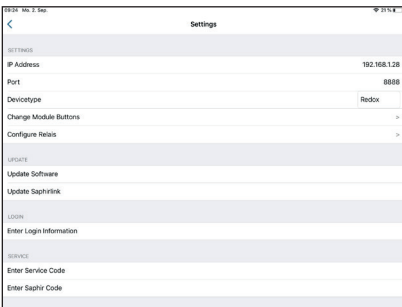 09:34 Mo. 2. Sep. 21 %
Settings
SETTINGS
IP Address 192.168.1.28
Port 8888
Devicetype Redox
Change Module Buttons >
Configure Relais >
UPDATE
Update Software
Update Saphirlink
LOGIN
Enter Login Information
SERVICE
Enter Service Code
Enter Saphir Code